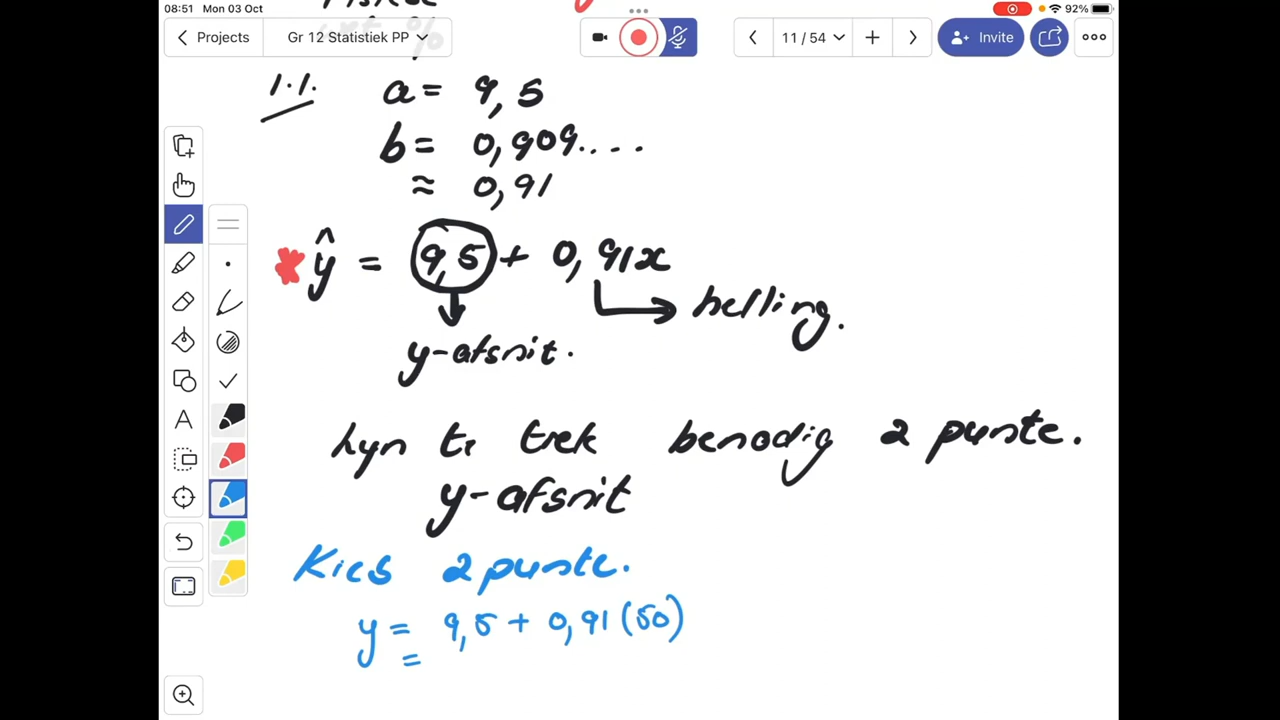 08:51 Mon 03 Oct
92%
Projects
Gr 12 Statistiek PP
11 / 54
Invite
1.1. a = 9,5
b = 0,909....
≈ 0,91
ŷ = 9,5 + 0,91x
helling.
y-afsnit.
lyn te trek benodig 2 punte.
y-afsnit
Kies 2 punte.
y = 9,5 + 0,91(50)
=
A